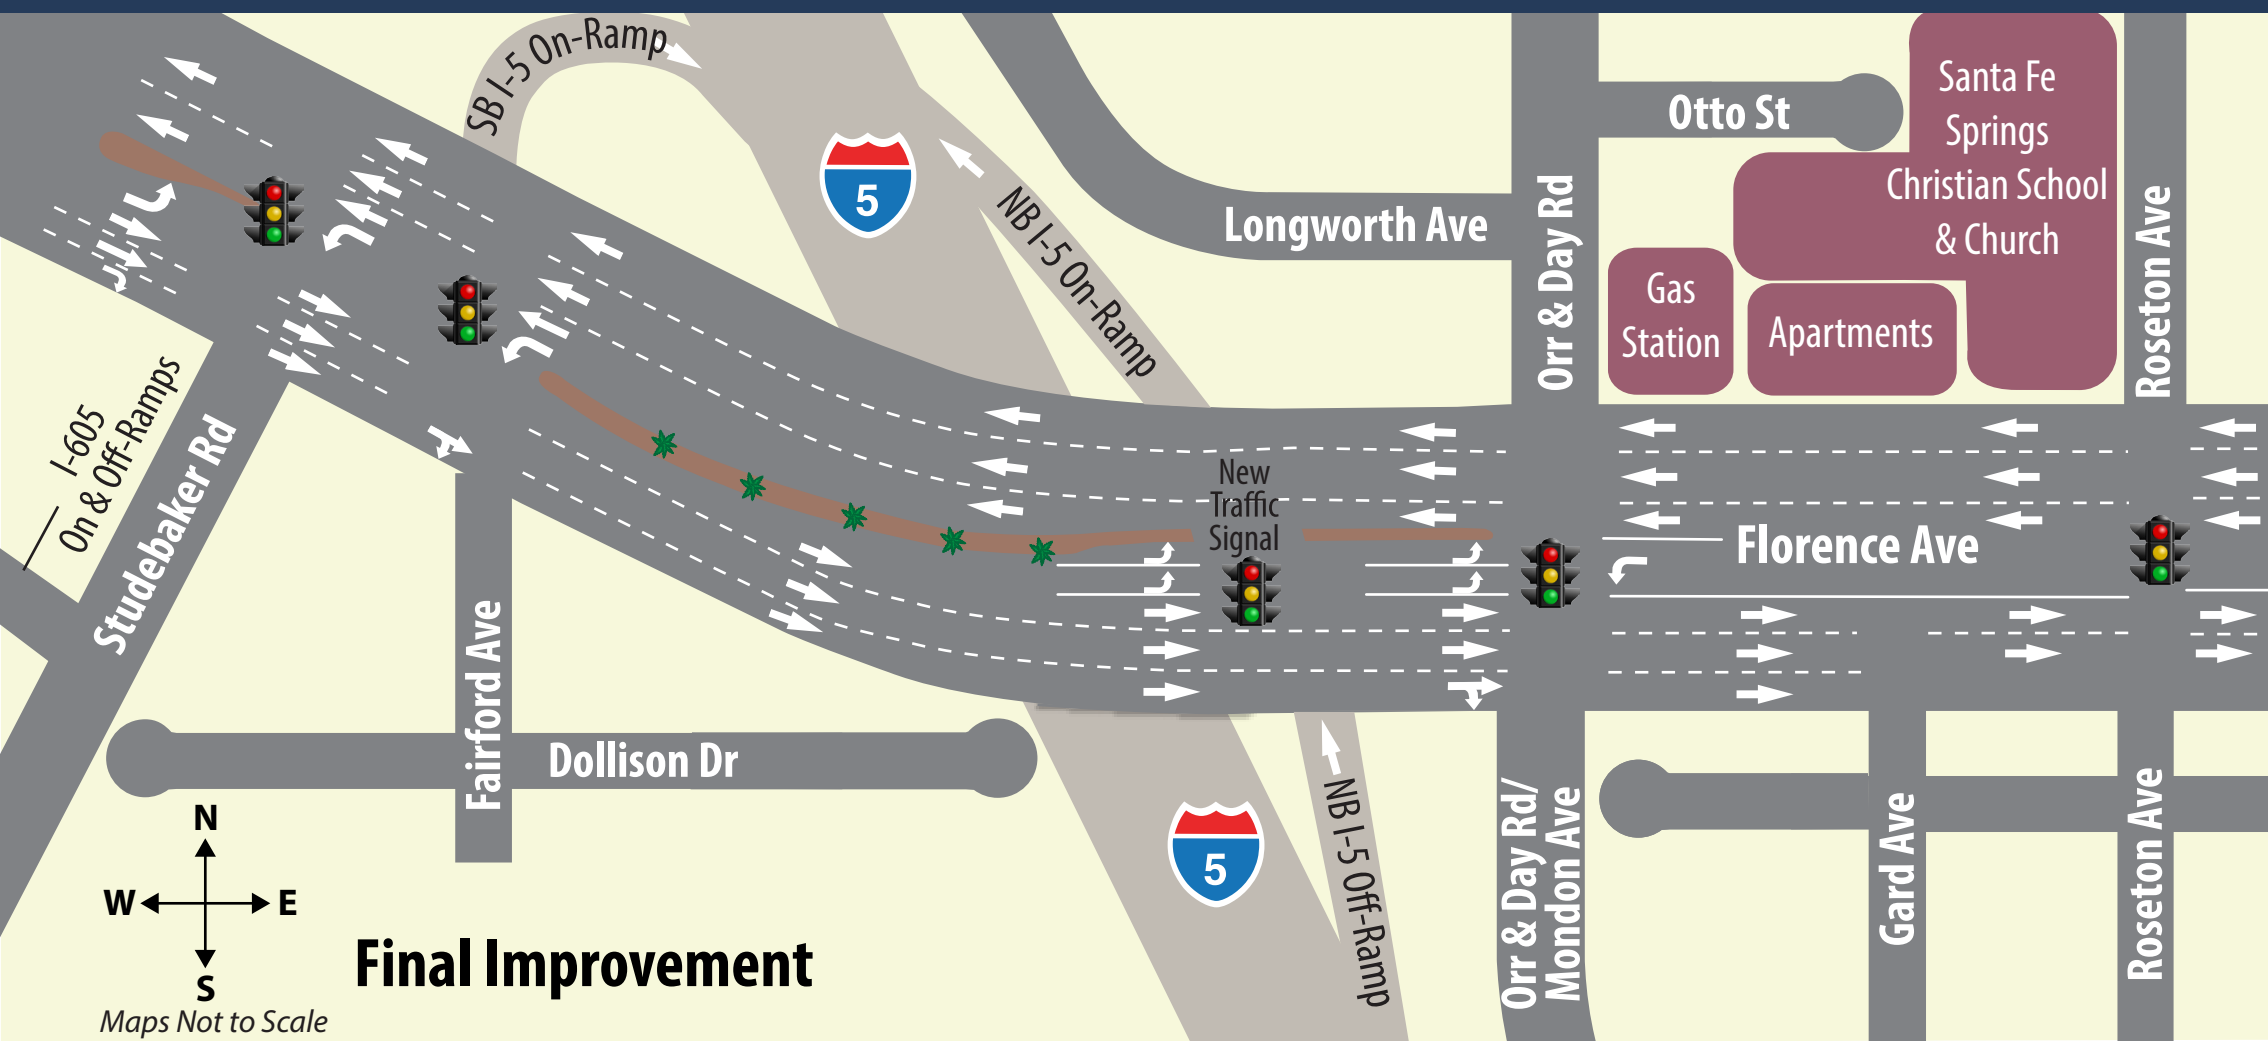 SB I-5 On-Ramp
5
NB I-5 On-Ramp
Longworth Ave
Orr & Day Rd
Otto St
Santa Fe
Springs
Christian School
& Church
Gas
Station
Apartments
Roseton Ave
I-605
On & Off-Ramps
Studebaker Rd
New
Traffic
Signal
Florence Ave
Fairford Ave
Dollison Dr
5
NB I-5 Off-Ramp
Orr & Day Rd/
Mondon Ave
Gard Ave
Roseton Ave
N
W E
S
Maps Not to Scale
Final Improvement